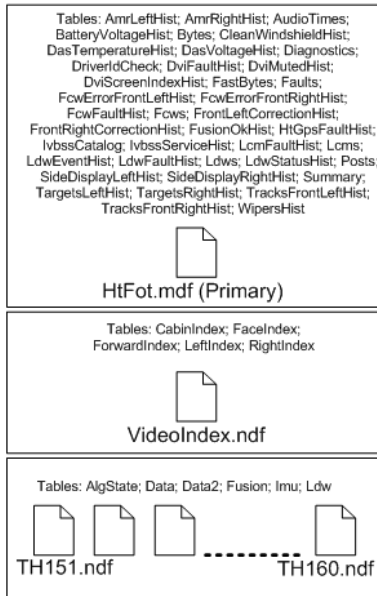 Tables: AmrLeftHist; AmrRightHist; AudioTimes;
BatteryVoltageHist; Bytes; CleanWindshieldHist;
DasTemperatureHist; DasVoltageHist; Diagnostics;
DriverIdCheck; DviFaultHist; DviMutedHist;
DviScreenIndexHist; FastBytes; Faults;
FcwErrorFrontLeftHist; FcwErrorFrontRightHist;
FcwFaultHist; Fcws; FrontLeftCorrectionHist;
FrontRightCorrectionHist; FusionOkHist; HtGpsFaultHist;
IvbssCatalog; IvbssServiceHist; LcmFaultHist; Lcms;
LdwEventHist; LdwFaultHist; Ldws; LdwStatusHist; Posts;
SideDisplayLeftHist; SideDisplayRightHist; Summary;
TargetsLeftHist; TargetsRightHist; TracksFrontLeftHist;
TracksFrontRightHist; WipersHist
HtFot.mdf (Primary)
Tables: CabinIndex; FaceIndex;
ForwardIndex; LeftIndex; RightIndex
VideoIndex.ndf
Tables: AlgState; Data; Data2; Fusion; Imu; Ldw
TH151.ndf TH160.ndf